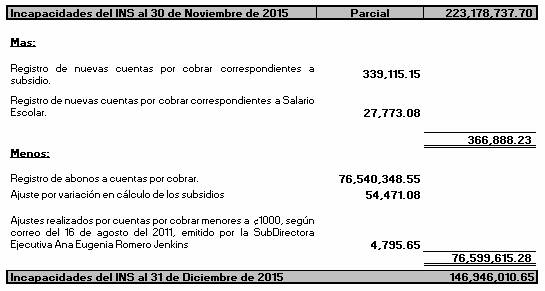 Incapacidades del INS al 30 de Noviembre de 2015 Parcial 223,178,737.70
Mas:
Registro de nuevas cuentas por cobrar correspondientes a
subsidio. 339,115.15
Registro de nuevas cuentas por cobrar correspondientes a Salario
Escolar. 27,773.08
366,888.23
Menos:
Registro de abonos a cuentas por cobrar. 76,540,348.55
Ajuste por variación en cálculo de los subsidios 54,471.08
Ajustes realizados por cuentas por cobrar menores a ¢1000, según
correo del 16 de agosto del 2011, emitido por la SubDirectora
Ejecutiva Ana Eugenia Romero Jenkins 4,795.65
76,599,615.28
Incapacidades del INS al 31 de Diciembre de 2015 146,946,010.65